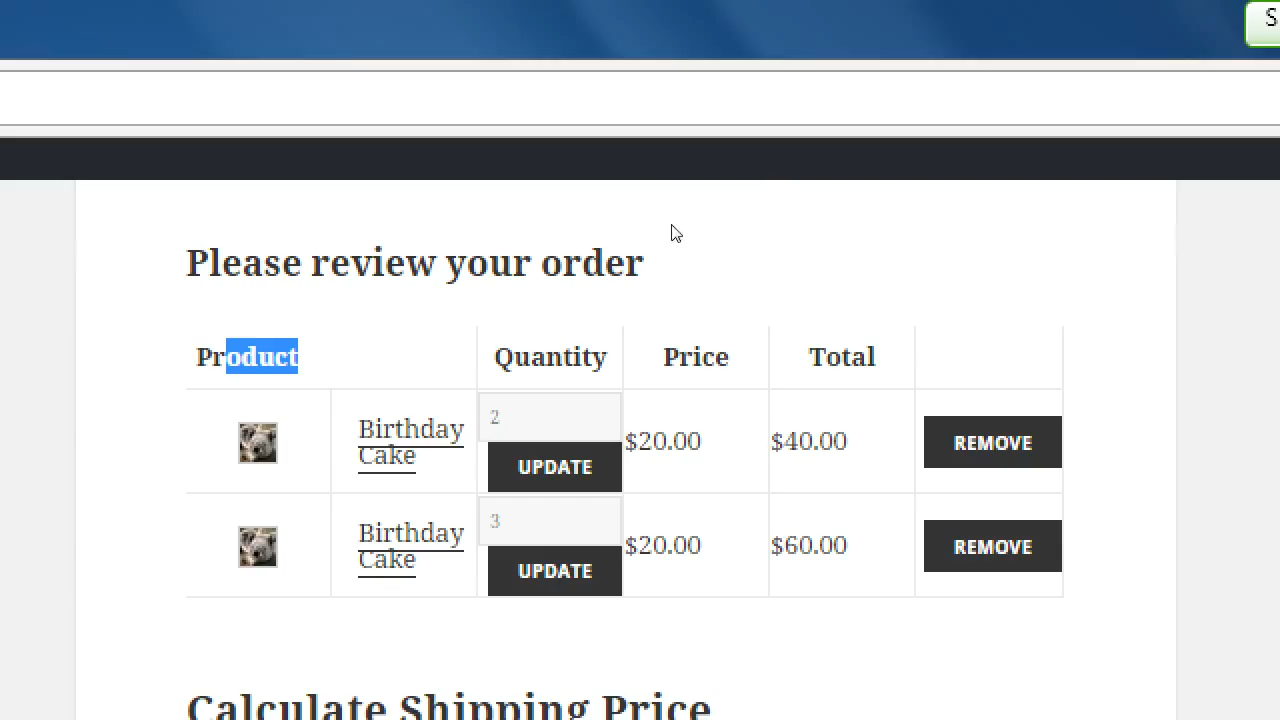 S
Please review your order
Product Quantity Price Total
Birthday Cake 2 UPDATE $20.00 $40.00 REMOVE
Birthday Cake 3 UPDATE $20.00 $60.00 REMOVE
Calculate Shipping Price